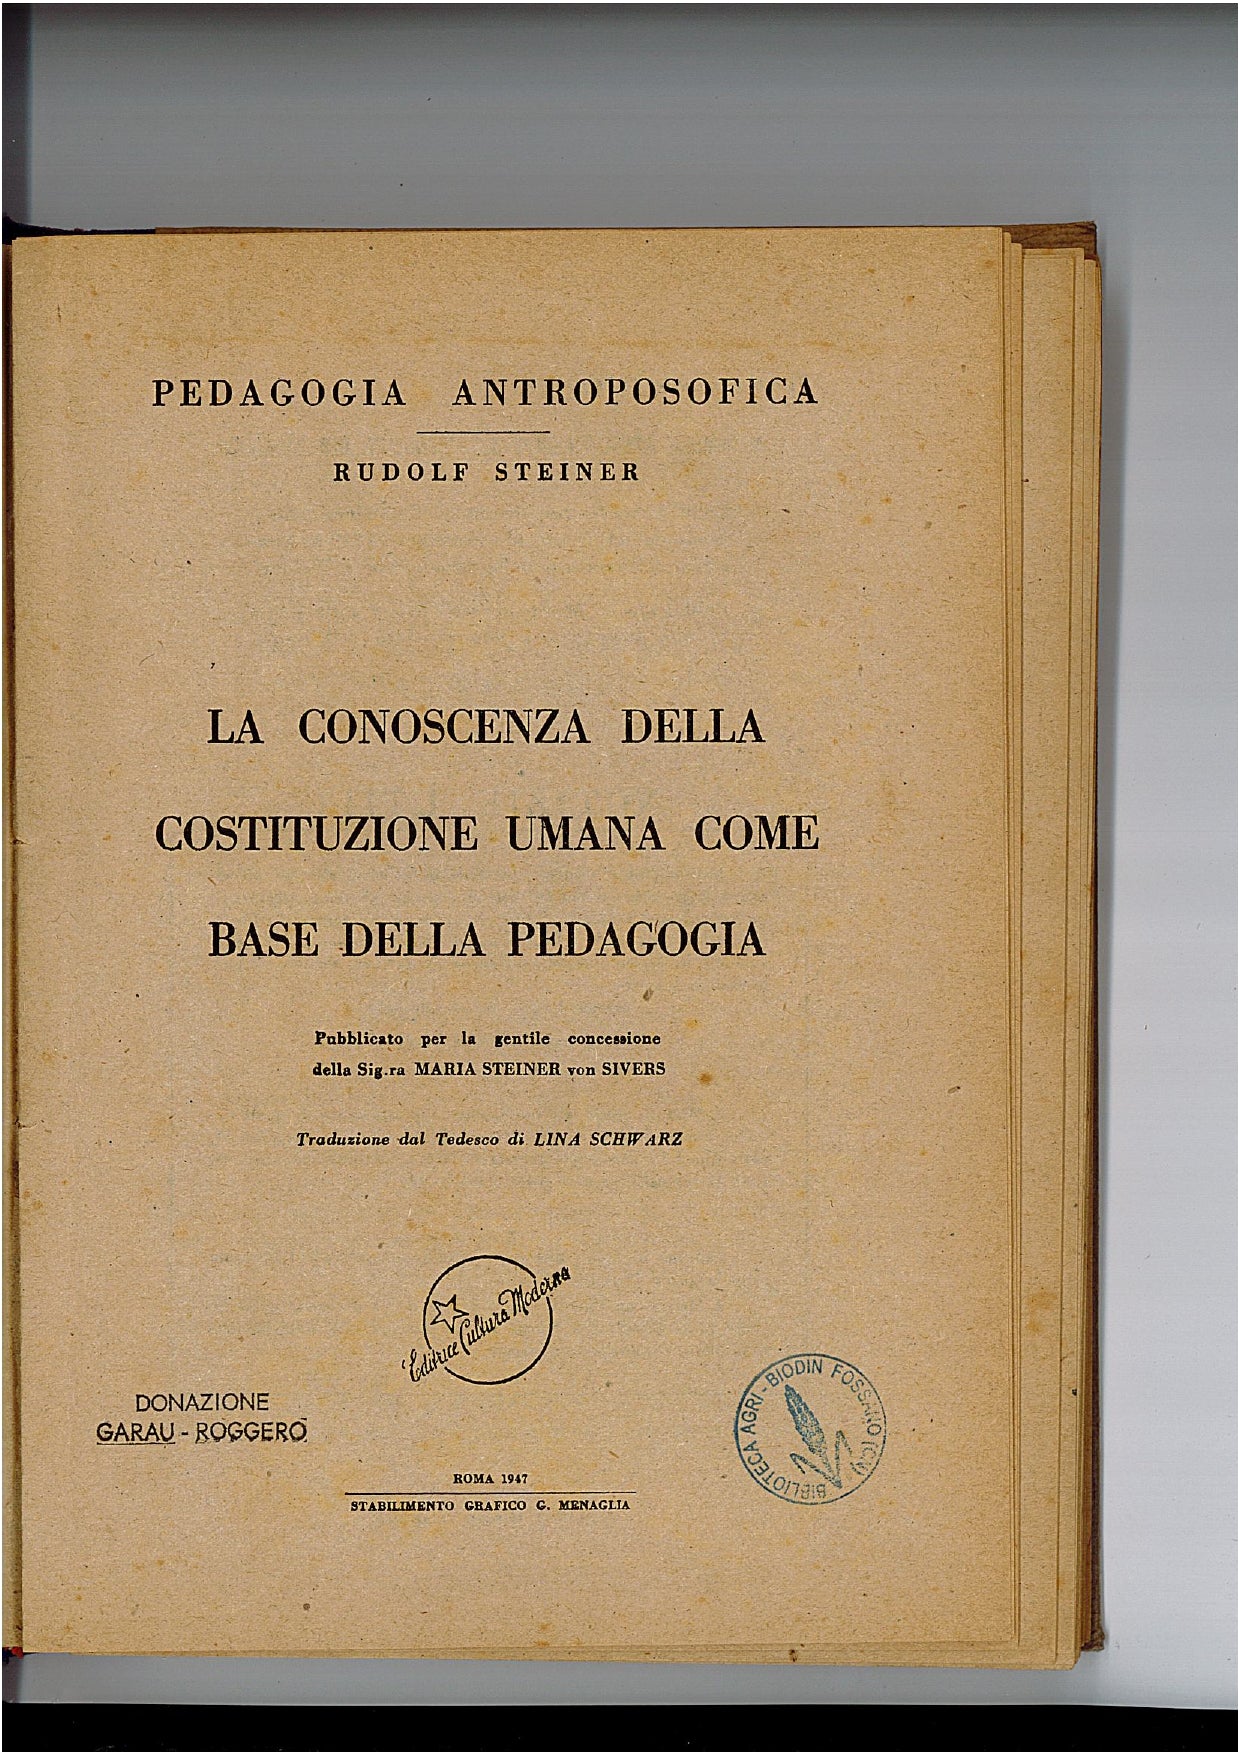 PEDAGOGIA ANTROPOSOFICA
RUDOLF STEINER
LA CONOSCENZA DELLA
COSTITUZIONE UMANA COME
BASE DELLA PEDAGOGIA
Pubblicato per la gentile concessione
della Sig.ra MARIA STEINER von SIVERS
Traduzione dal Tedesco di LINA SCHWARZ
Editrice Cultura Moderna
DONAZIONE
GARAU - ROGGERO
BIBLIOTECA AGRI-BIODIN FOSSANO (CN)
ROMA 1947
STABILIMENTO GRAFICO G. MENAGLIA